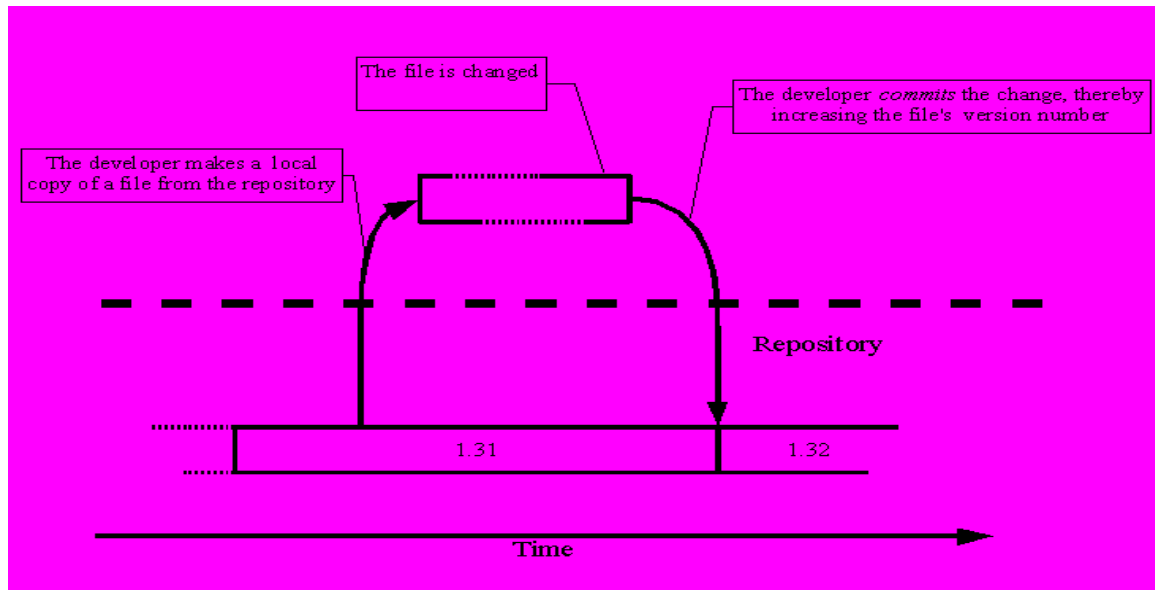 The file is changed
The developer commits the change, thereby
increasing the file's version number
The developer makes a local
copy of a file from the repository
Repository
1.31
1.32
Time